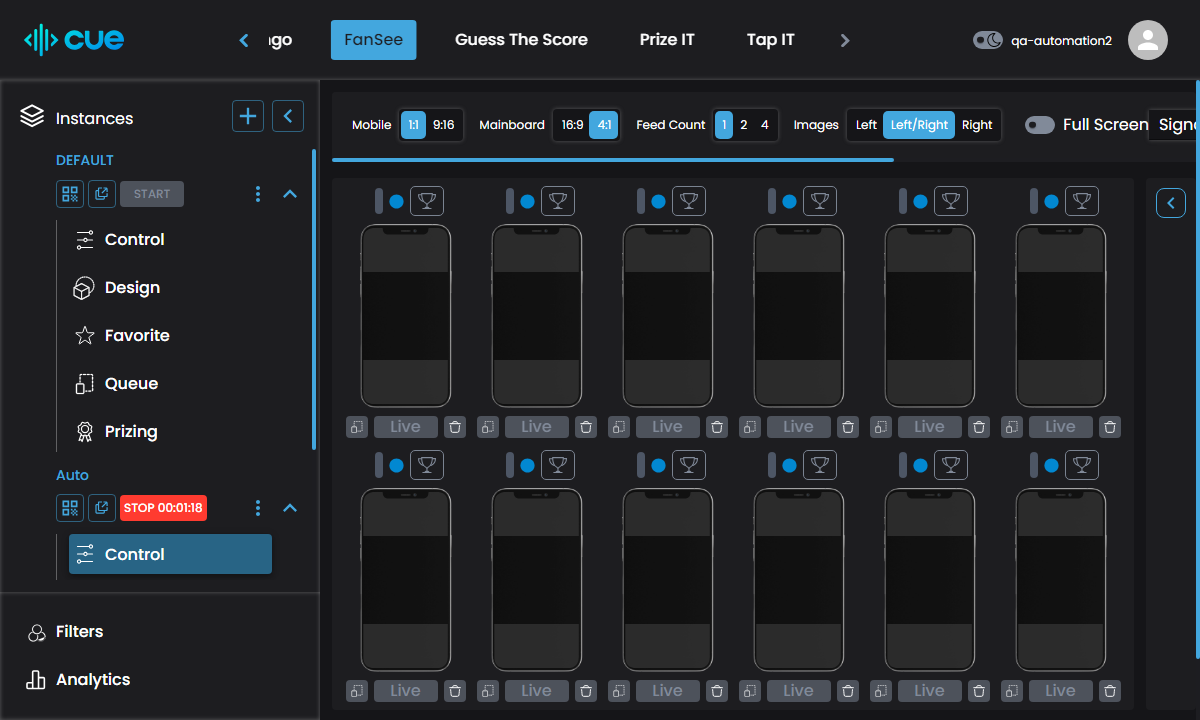 cue
ngo
FanSee
Guess The Score
Prize IT
Tap IT
qa-automation2
Instances
DEFAULT
START
Control
Design
Favorite
Queue
Prizing
Auto
STOP 00:01:18
Control
Filters
Analytics
Mobile 1:1 9:16 Mainboard 16:9 4:1 Feed Count 1 2 4 Images Left Left/Right Right Full Screen
Live Live Live Live Live Live
Live Live Live Live Live Live